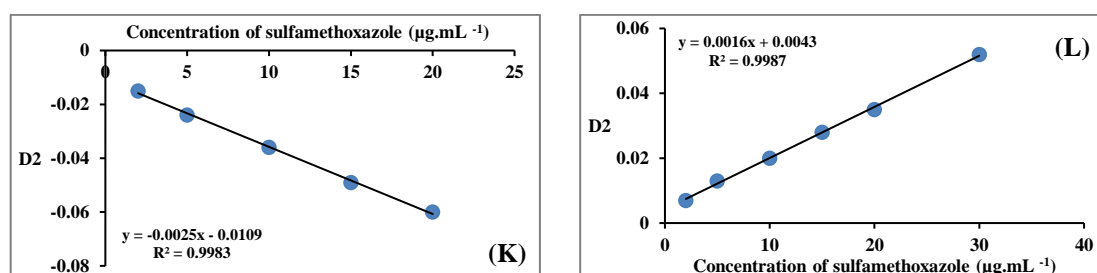 Concentration of sulfamethoxazole (µg.mL -1)
0
0 5 10 15 20 25
-0.02
-0.04
-0.06
-0.08
D2
y = -0.0025x - 0.0109
R² = 0.9983
(K)
0.06
0.04
0.02
0
D2
y = 0.0016x + 0.0043
R² = 0.9987
(L)
0 10 20 30 40
Concentration of sulfamethoxazole (µg.mL -1)